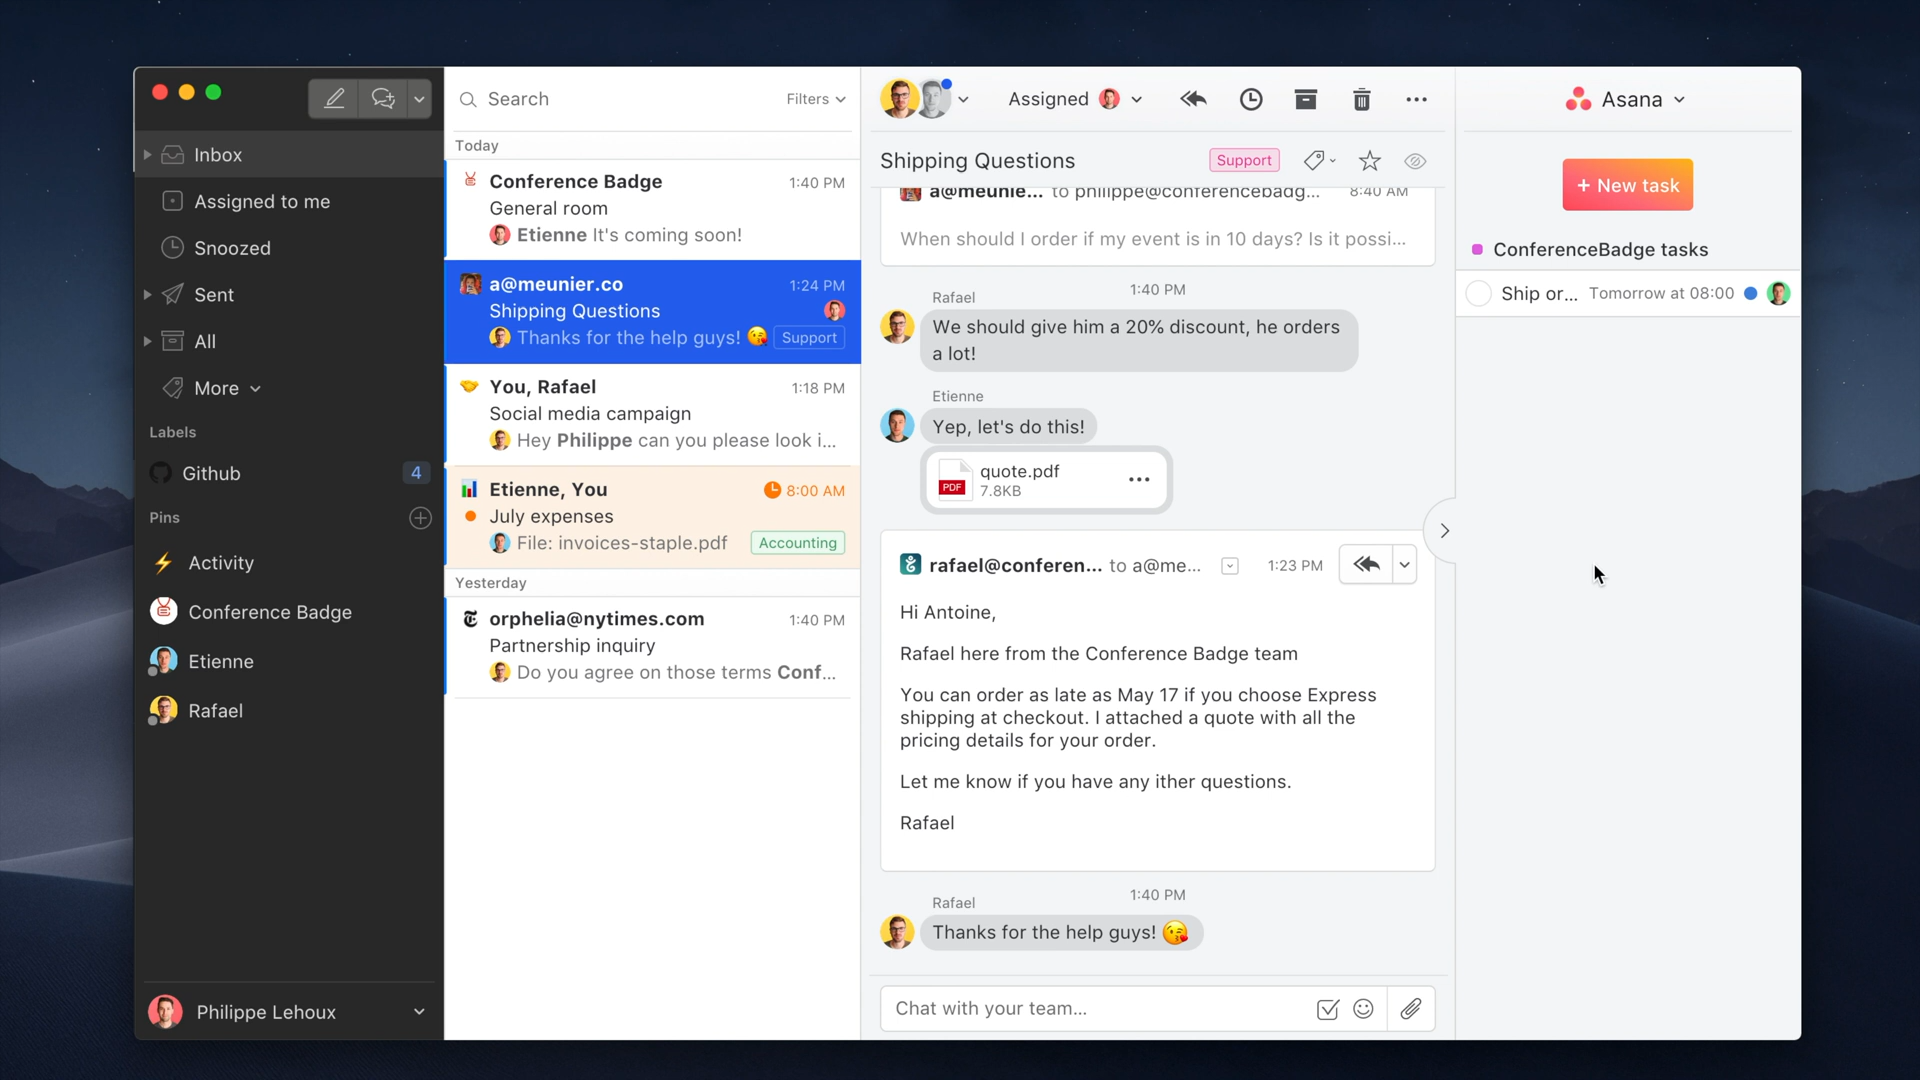 Inbox
Assigned to me
Snoozed
Sent
All
More
Labels
Github
4
Pins
Activity
Conference Badge
Etienne
Rafael
Philippe Lehoux
Search
Filters
Today
Conference Badge
1:40 PM
General room
Etienne It's coming soon!
a@meunier.co
1:24 PM
Shipping Questions
Thanks for the help guys! 😘
Support
You, Rafael
1:18 PM
Social media campaign
Hey Philippe can you please look i...
Etienne, You
8:00 AM
July expenses
File: invoices-staple.pdf
Accounting
Yesterday
orphelia@nytimes.com
1:40 PM
Partnership inquiry
Do you agree on those terms Conf...
Assigned
Shipping Questions
Support
a@meunie... to philippe@conferencebadg...
8:40 AM
When should I order if my event is in 10 days? Is it possi...
1:40 PM
Rafael
We should give him a 20% discount, he orders
a lot!
Etienne
Yep, let's do this!
PDF
quote.pdf
7.8KB
rafael@conferen... to a@me...
1:23 PM
Hi Antoine,
Rafael here from the Conference Badge team
You can order as late as May 17 if you choose Express
shipping at checkout. I attached a quote with all the
pricing details for your order.
Let me know if you have any ither questions.
Rafael
1:40 PM
Rafael
Thanks for the help guys! 😘
Chat with your team...
Asana
+ New task
ConferenceBadge tasks
Ship or...
Tomorrow at 08:00